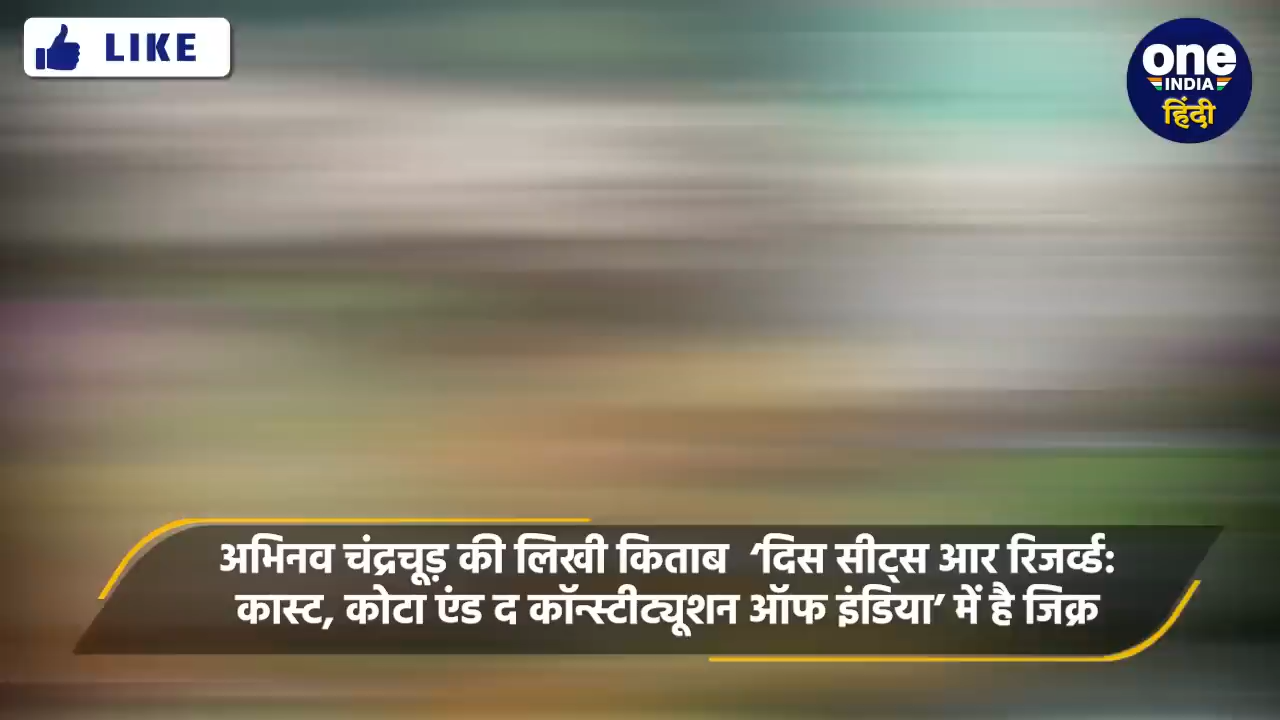 LIKE
one
INDIA
हिंदी
अभिनव चंद्रचूड़ की लिखी किताब ‘दिस सीट्स आर रिजर्व्ड:
कास्ट, कोटा एंड द कॉन्स्टीट्यूशन ऑफ इंडिया’ में है जिक्र